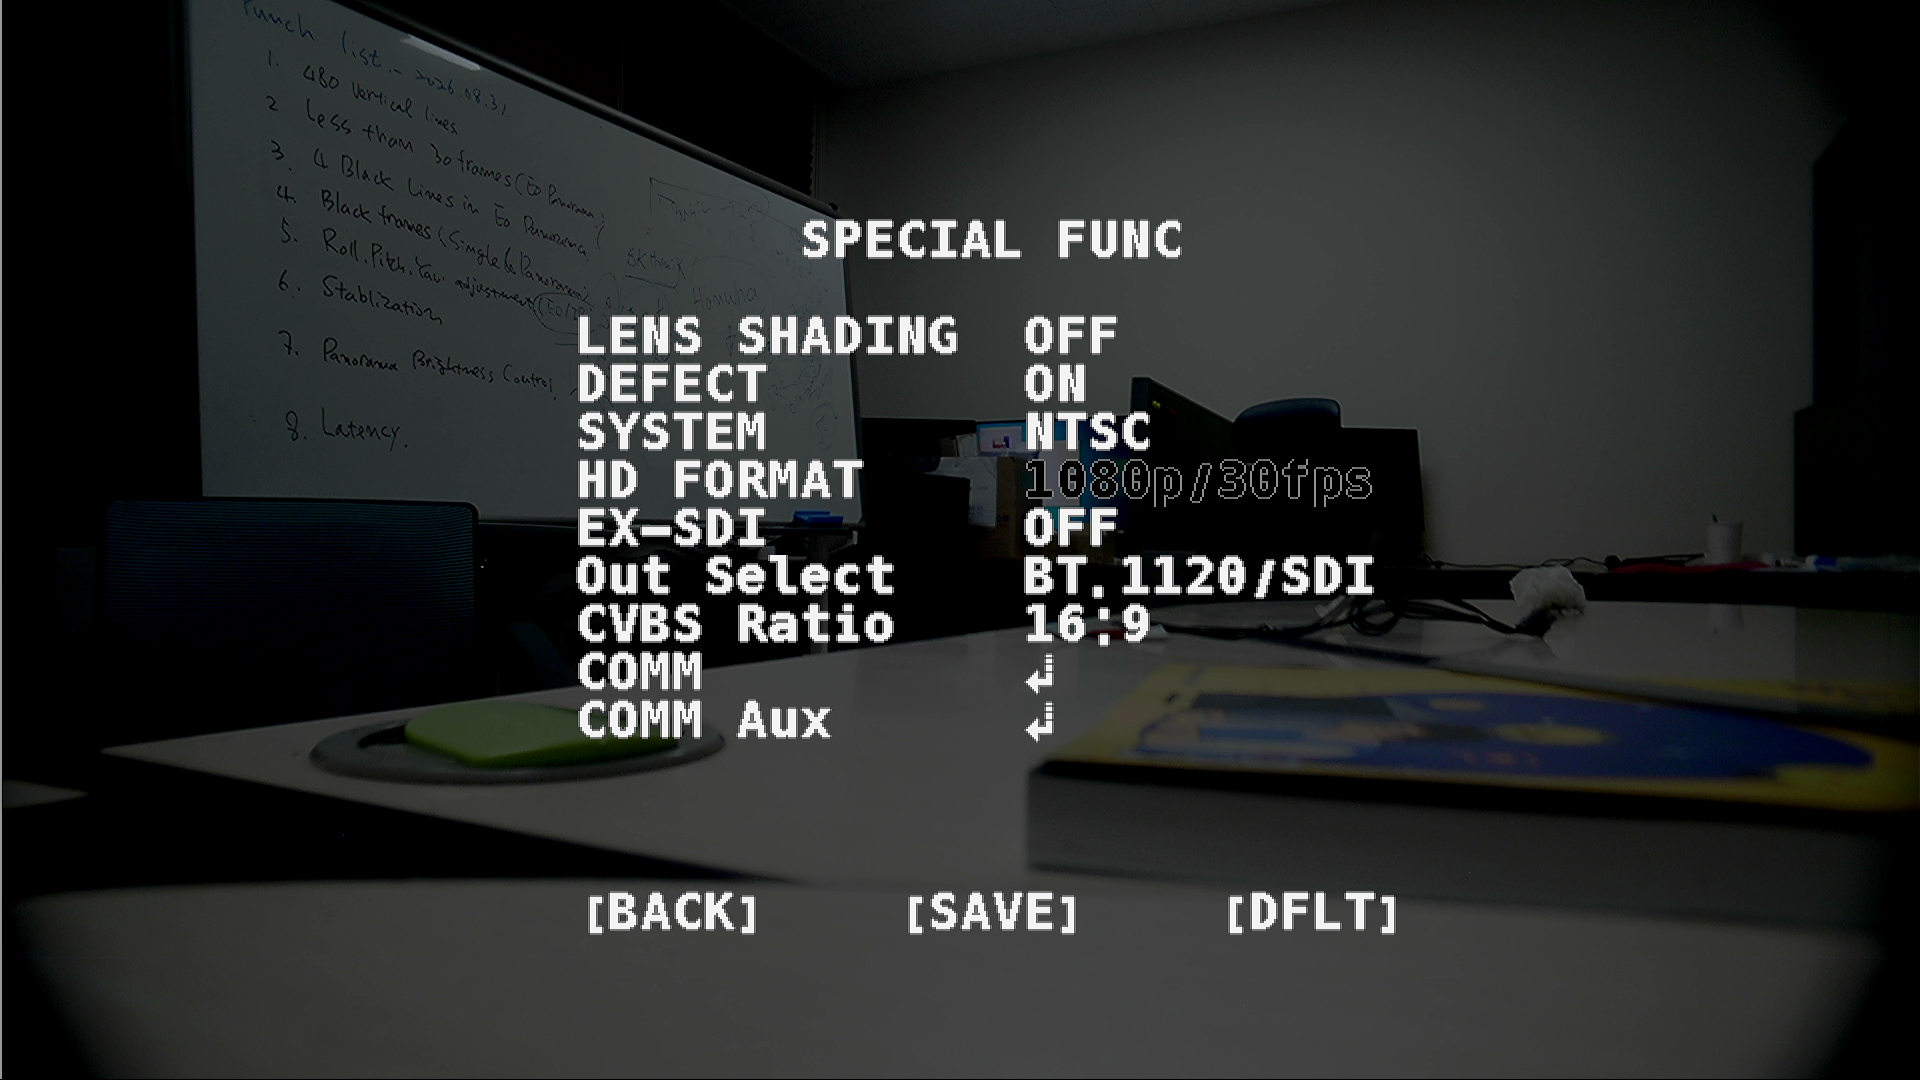 Punch list - 2026.08.31
1. 480 Vertical lines
2 Less than 30 frames (Eo Panorama)
3. 4 Black Lines in Eo Panorama
4. Black frames (Single & Panorama)
5. Roll. Pitch. Yaw adjustment (EO/IR
6. Stablization
7. Panorama Brightness Control
8. Latency.
SPECIAL FUNC
LENS SHADING OFF
DEFECT ON
SYSTEM NTSC
HD FORMAT 1080p/30fps
EX-SDI OFF
Out Select BT.1120/SDI
CVBS Ratio 16:9
COMM ↲
COMM Aux ↲
[BACK] [SAVE] [DFLT]